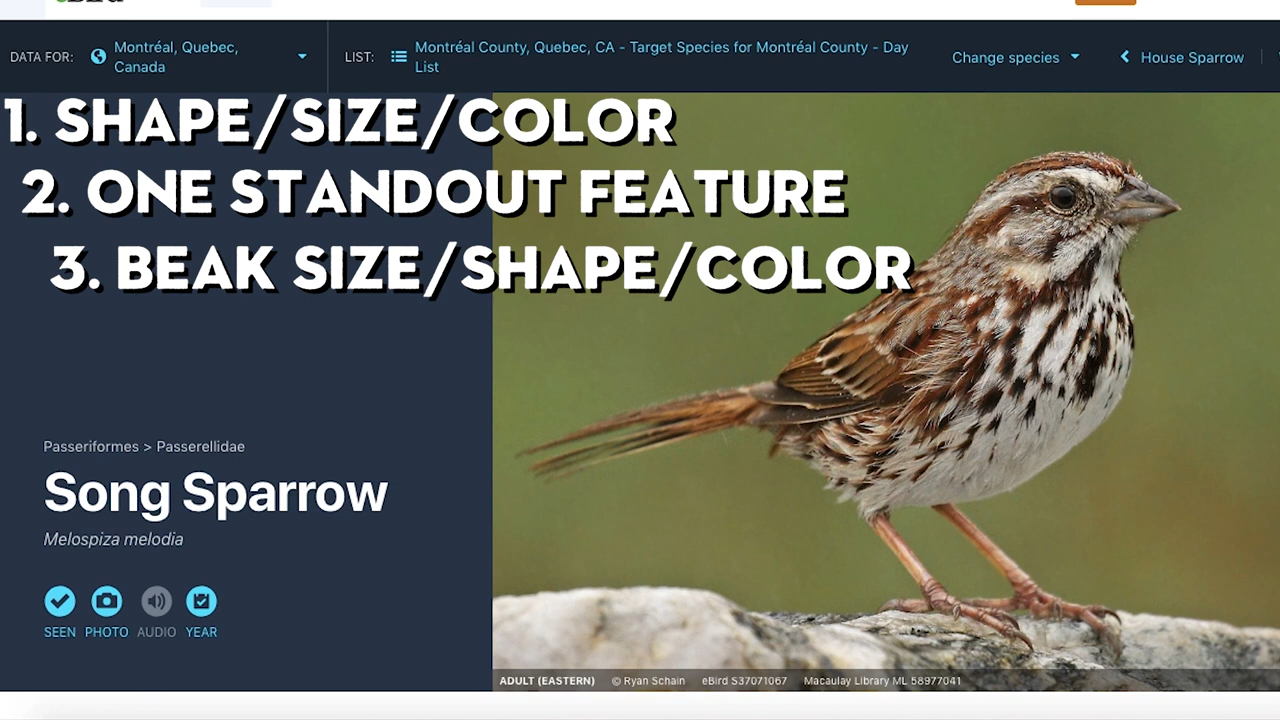 DATA FOR:
Montréal, Quebec,
Canada
LIST:
Montréal County, Quebec, CA - Target Species for Montréal County - Day
List
Change species
House Sparrow
1. SHAPE/SIZE/COLOR
2. ONE STANDOUT FEATURE
3. BEAK SIZE/SHAPE/COLOR
Passeriformes > Passerellidae
Song Sparrow
Melospiza melodia
SEEN PHOTO AUDIO YEAR
ADULT (EASTERN) © Ryan Schain eBird S37071067 Macaulay Library ML 58977041